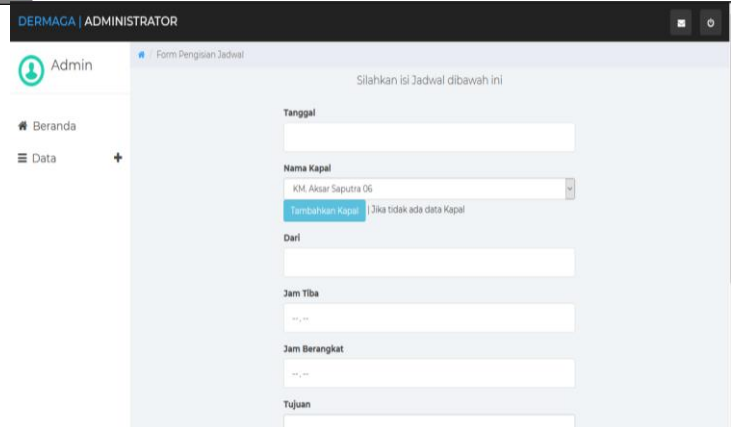 DERMAGA | ADMINISTRATOR
Admin
Beranda
Data
/ Form Pengisian Jadwal
Silahkan isi Jadwal dibawah ini
Tanggal
Nama Kapal
KM. Aksar Saputra 06
Tambahkan Kapal | Jika tidak ada data Kapal
Dari
Jam Tiba
--.--
Jam Berangkat
--.--
Tujuan